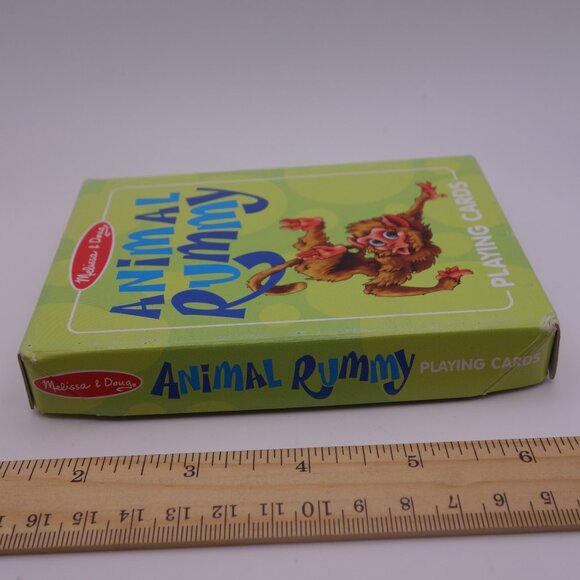 Melissa & Doug
ANiMAL
RUMMY
PLAYING CARDS
Melissa & Doug®
ANiMAL RUMMY PLAYING CARDS
2 3 4 5 6
16 15 14 13 12 11 10 9 8 7 6 5